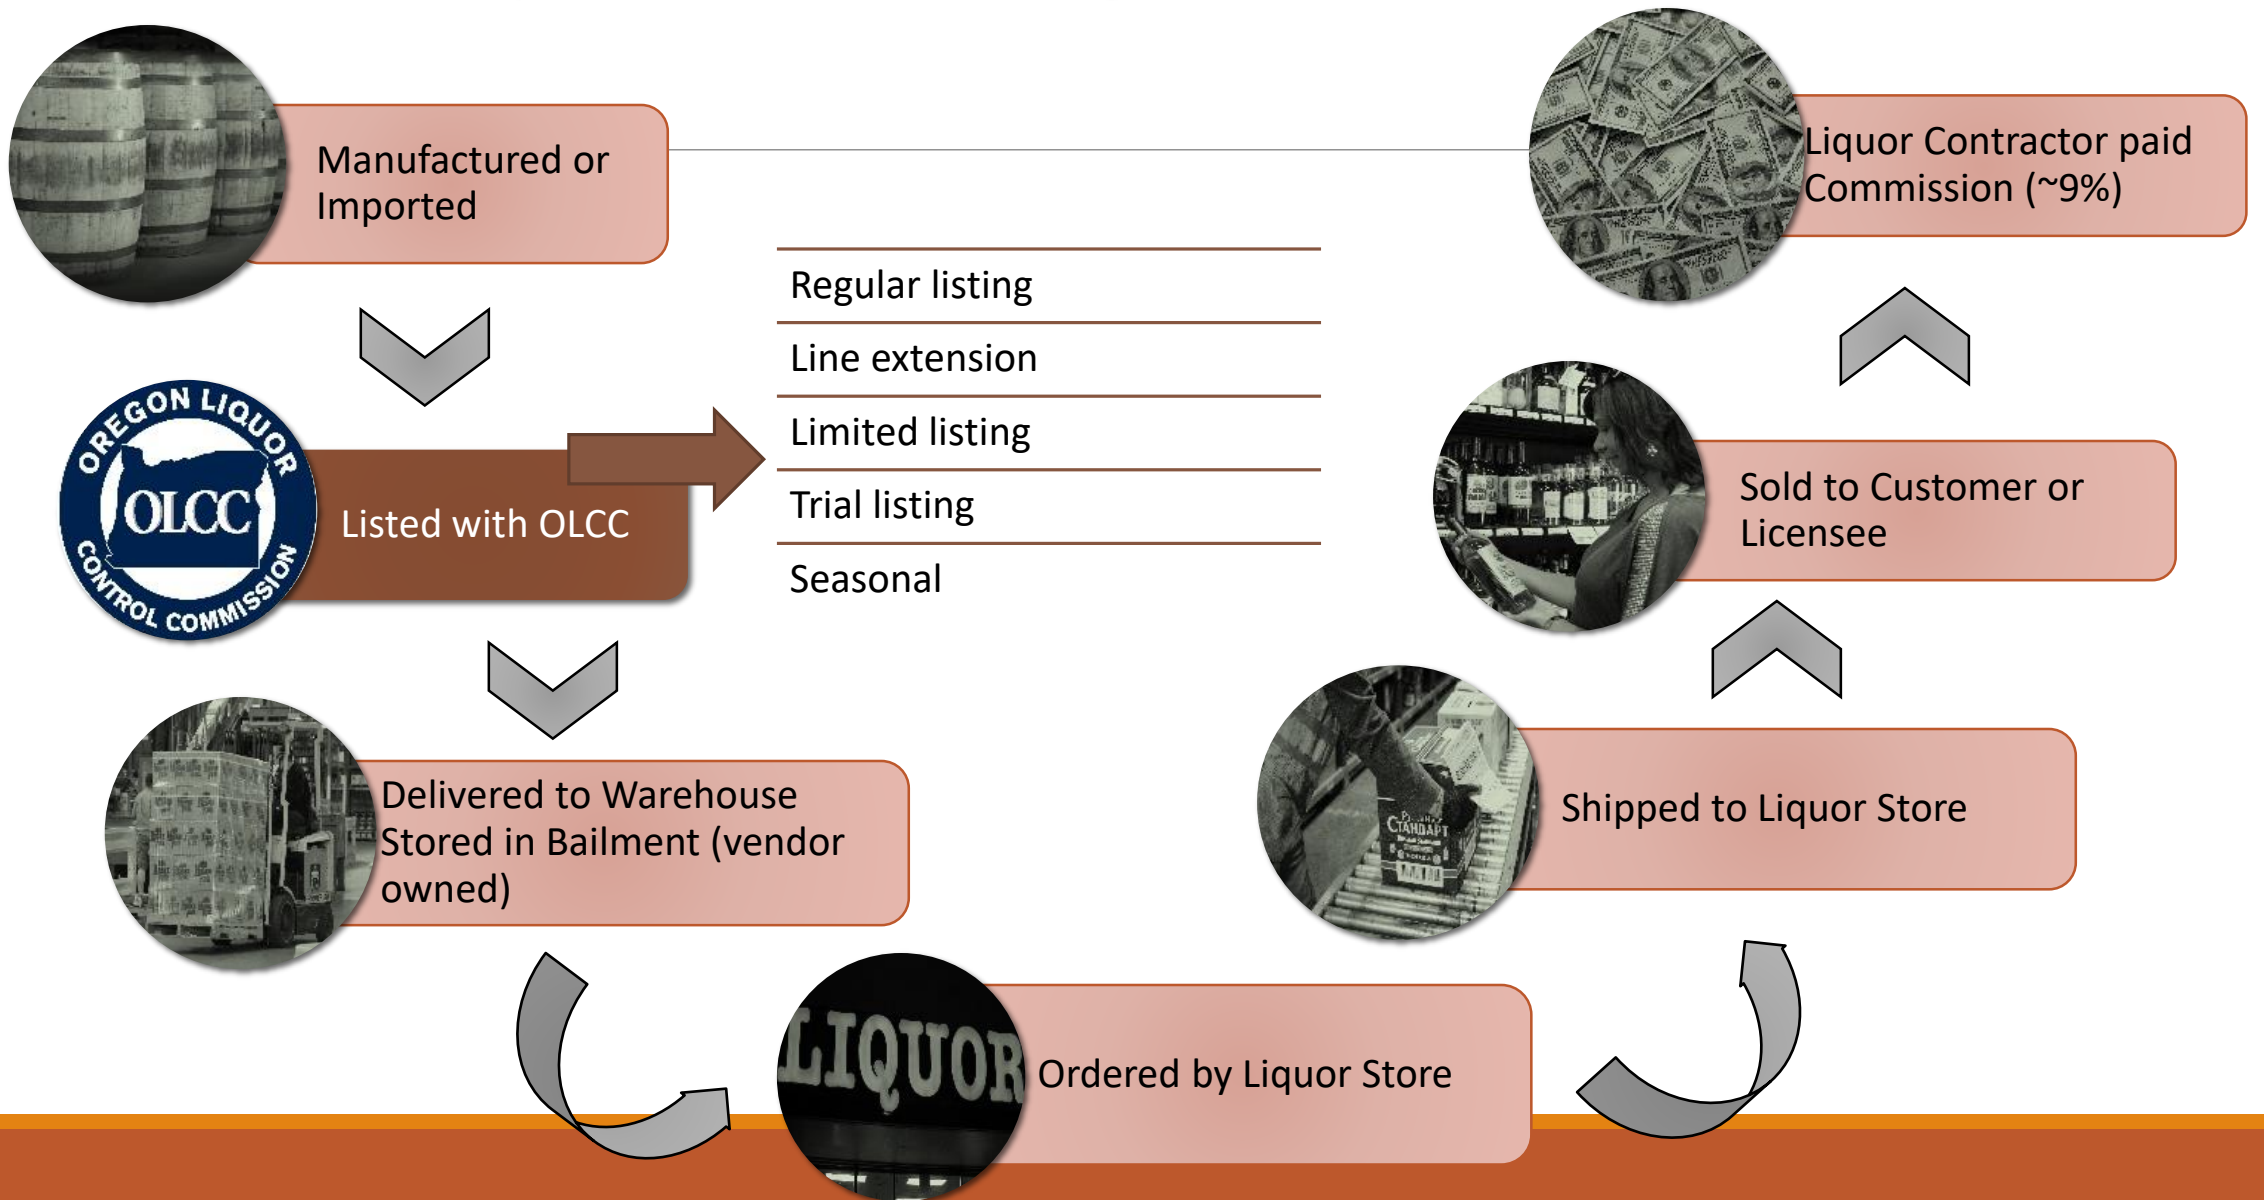 Manufactured or
Imported
OREGON LIQUOR
OLCC
CONTROL COMMISSION
Listed with OLCC
Regular listing
Line extension
Limited listing
Trial listing
Seasonal
Delivered to Warehouse
Stored in Bailment (vendor
owned)
LIQUOR
Ordered by Liquor Store
СТАНДАРТ
Shipped to Liquor Store
Sold to Customer or
Licensee
Liquor Contractor paid
Commission (~9%)